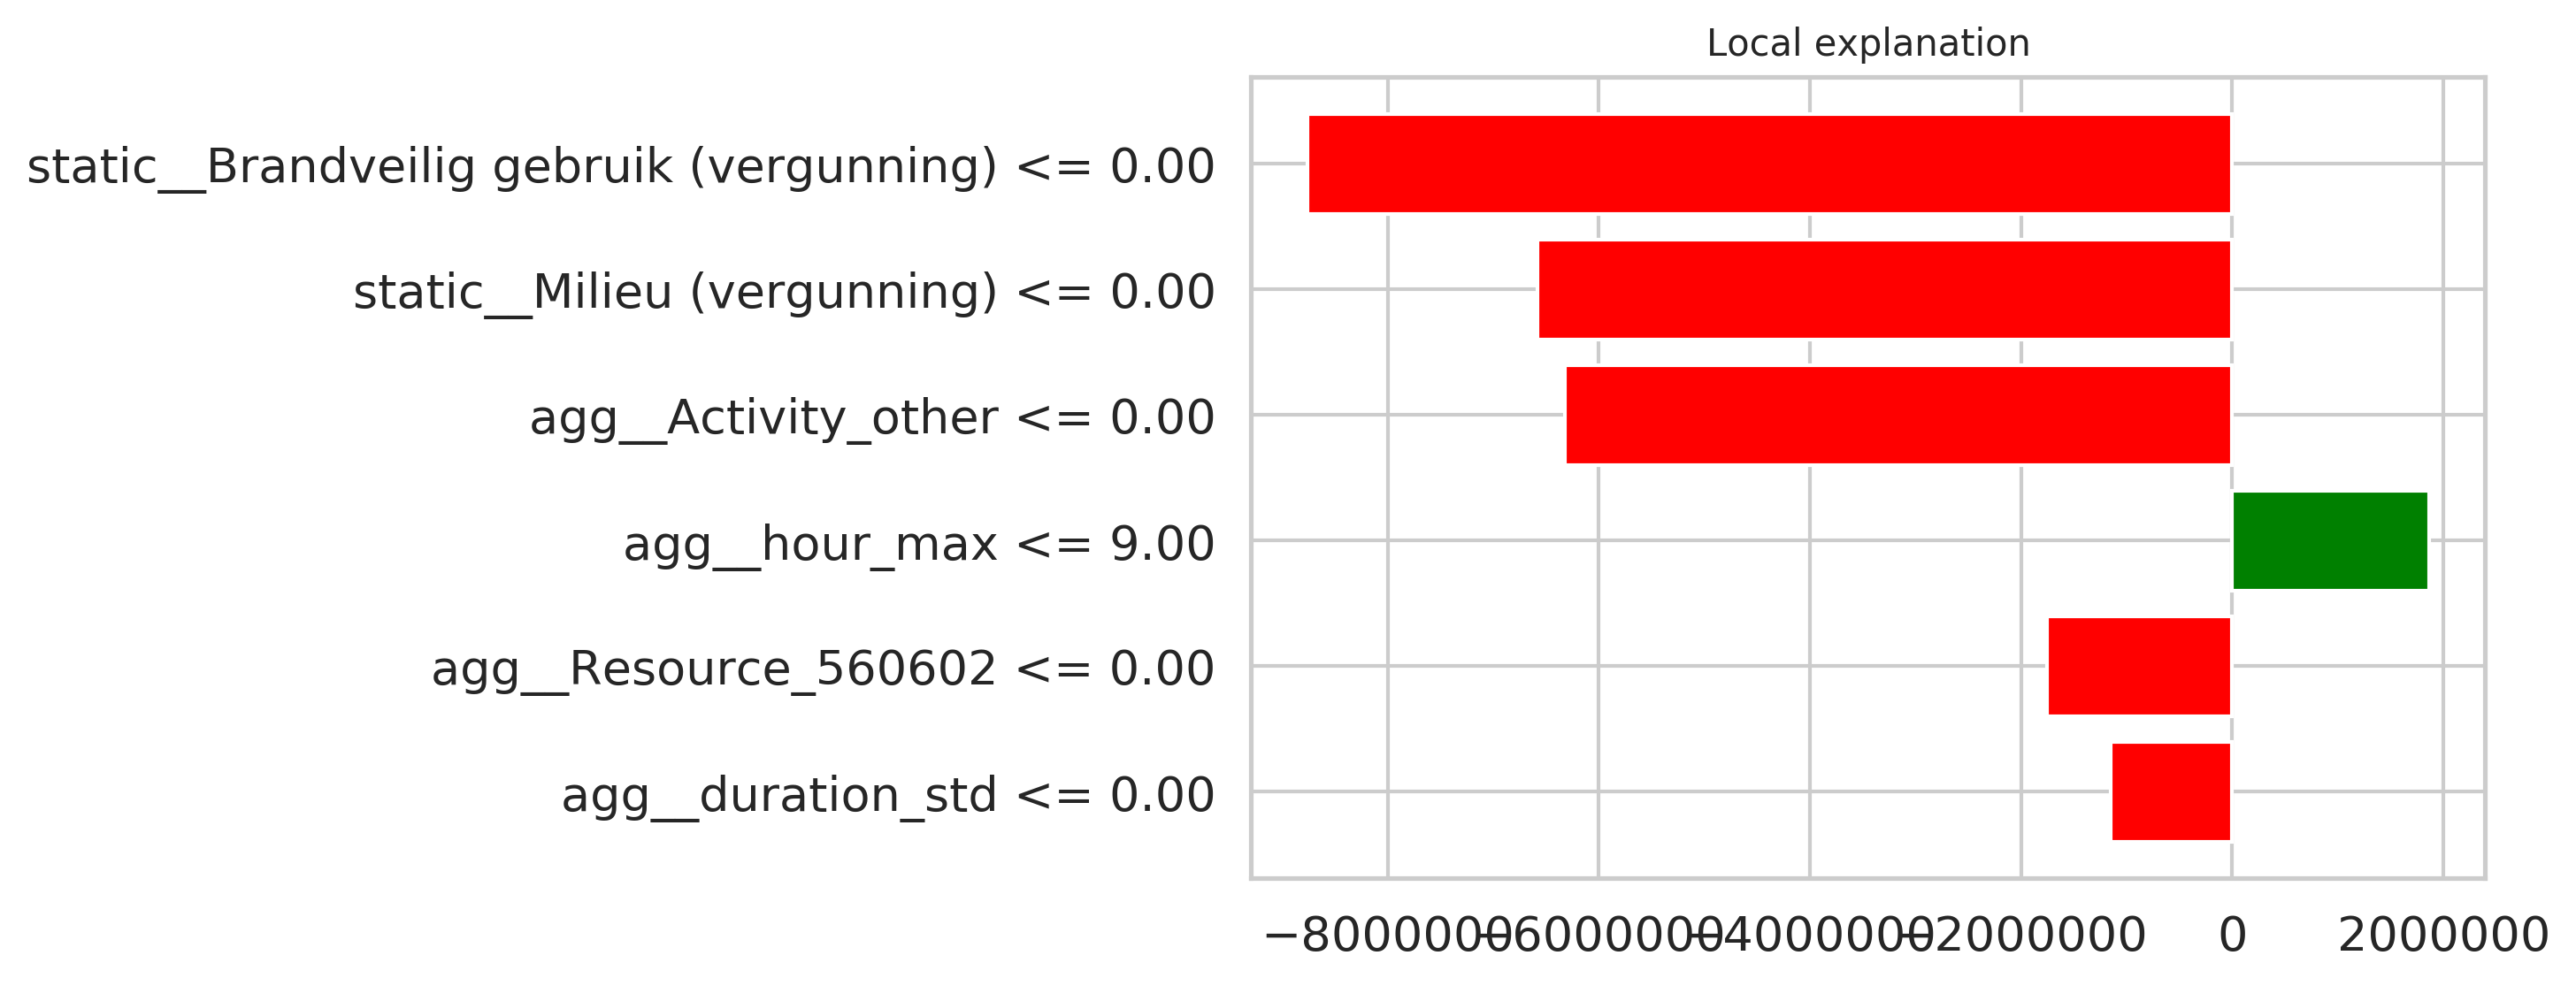 Local explanation
static__Brandveilig gebruik (vergunning) <= 0.00
static__Milieu (vergunning) <= 0.00
agg__Activity_other <= 0.00
agg__hour_max <= 9.00
agg__Resource_560602 <= 0.00
agg__duration_std <= 0.00
−8000000 −6000000 −4000000 −2000000 0 2000000